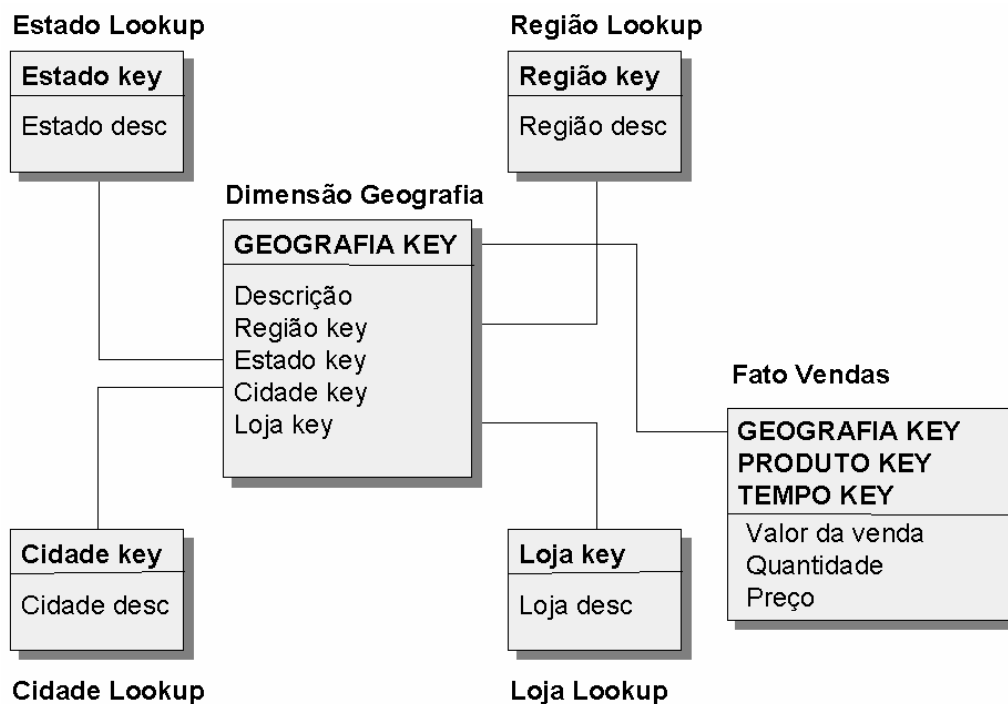 Estado Lookup
Estado key
Estado desc
Região Lookup
Região key
Região desc
Dimensão Geografia
GEOGRAFIA KEY
Descrição
Região key
Estado key
Cidade key
Loja key
Fato Vendas
GEOGRAFIA KEY
PRODUTO KEY
TEMPO KEY
Valor da venda
Quantidade
Preço
Cidade key
Cidade desc
Cidade Lookup
Loja key
Loja desc
Loja Lookup